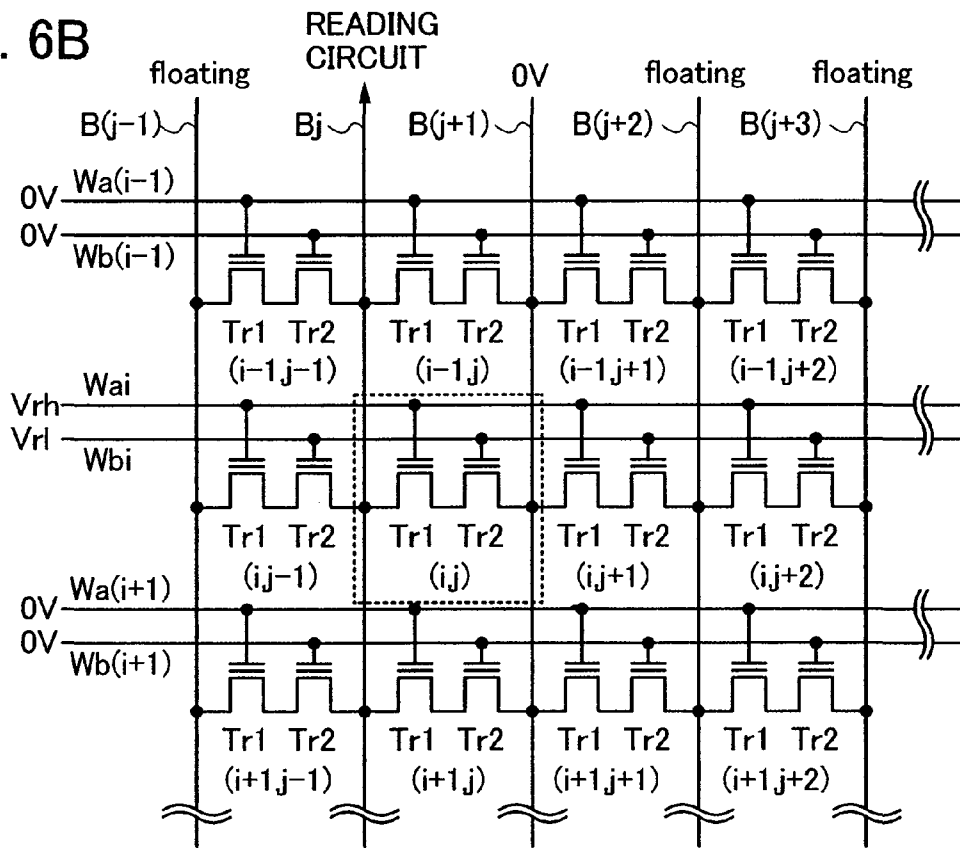 . 6B
READING
CIRCUIT
floating 0V floating floating
B(j-1) Bj B(j+1) B(j+2) B(j+3)
0V Wa(i-1)
0V Wb(i-1)
Tr1 Tr2 Tr1 Tr2 Tr1 Tr2 Tr1 Tr2
(i-1,j-1) (i-1,j) (i-1,j+1) (i-1,j+2)
Vrh Wai
Vrl Wbi
Tr1 Tr2 Tr1 Tr2 Tr1 Tr2 Tr1 Tr2
(i,j-1) (i,j) (i,j+1) (i,j+2)
0V Wa(i+1)
0V Wb(i+1)
Tr1 Tr2 Tr1 Tr2 Tr1 Tr2 Tr1 Tr2
(i+1,j-1) (i+1,j) (i+1,j+1) (i+1,j+2)